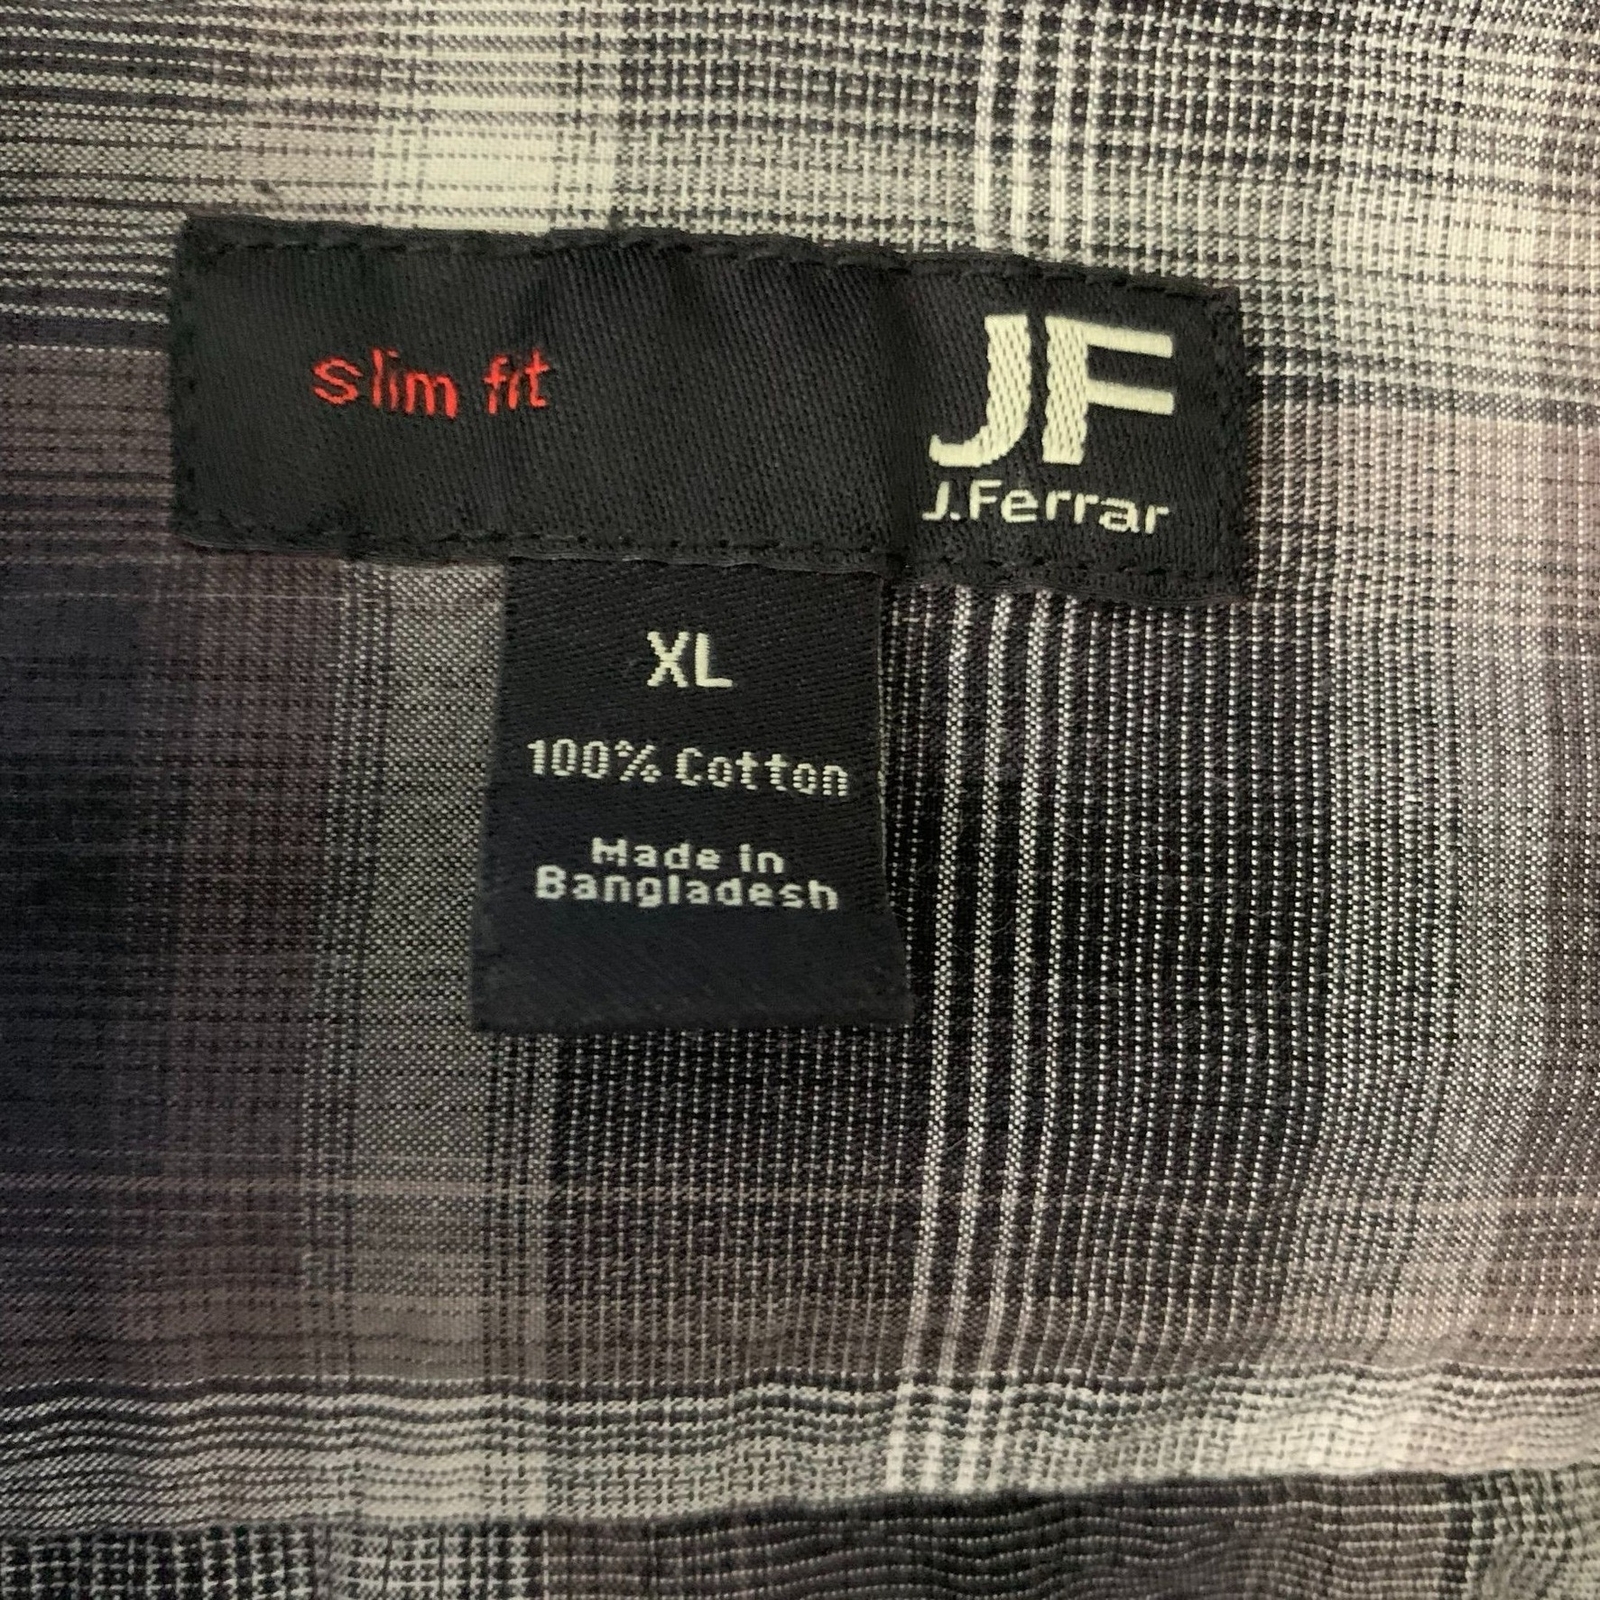 slim fit
JF
J.Ferrar
XL
100% Cotton
Made in
Bangladesh